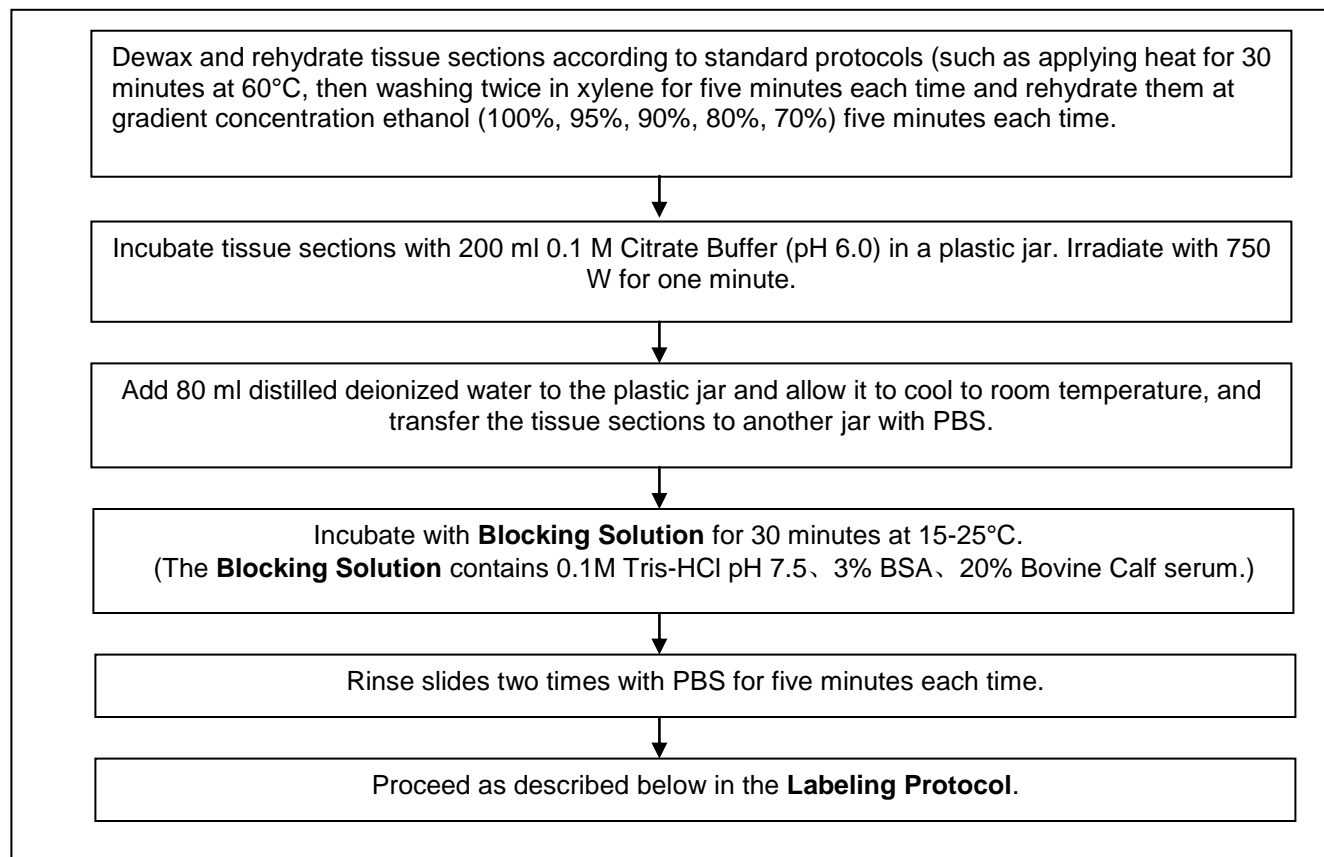 Dewax and rehydrate tissue sections according to standard protocols (such as applying heat for 30
minutes at 60°C, then washing twice in xylene for five minutes each time and rehydrate them at
gradient concentration ethanol (100%, 95%, 90%, 80%, 70%) five minutes each time.
Incubate tissue sections with 200 ml 0.1 M Citrate Buffer (pH 6.0) in a plastic jar. Irradiate with 750
W for one minute.
Add 80 ml distilled deionized water to the plastic jar and allow it to cool to room temperature, and
transfer the tissue sections to another jar with PBS.
Incubate with Blocking Solution for 30 minutes at 15-25°C.
(The Blocking Solution contains 0.1M Tris-HCl pH 7.5、3% BSA、20% Bovine Calf serum.)
Rinse slides two times with PBS for five minutes each time.
Proceed as described below in the Labeling Protocol.